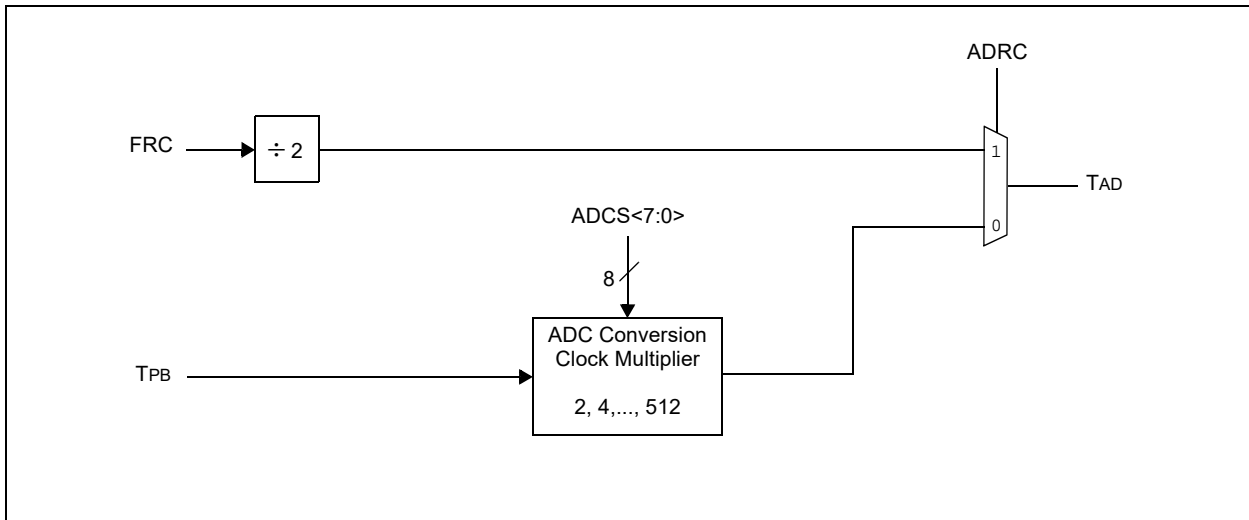 ADRC
FRC
÷ 2
1
TAD
ADCS<7:0>
0
8
ADC Conversion
Clock Multiplier
TPB
2, 4,..., 512